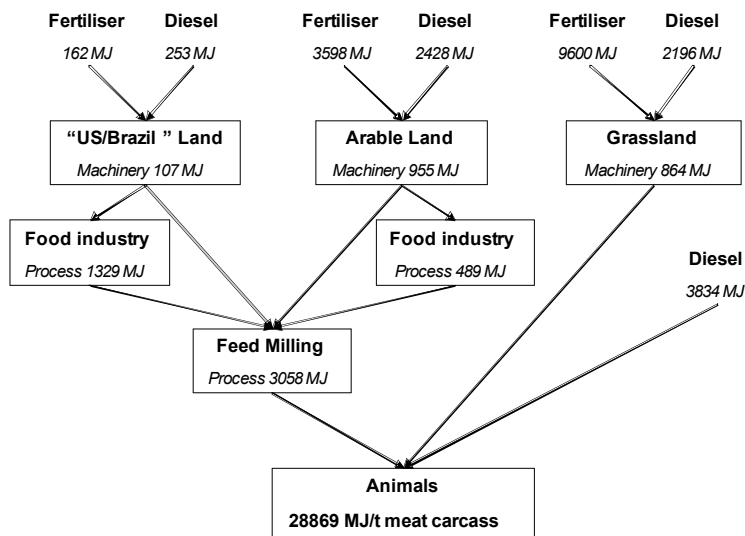 Fertiliser Diesel Fertiliser Diesel Fertiliser Diesel
162 MJ 253 MJ 3598 MJ 2428 MJ 9600 MJ 2196 MJ
“US/Brazil ” Land
Machinery 107 MJ
Arable Land
Machinery 955 MJ
Grassland
Machinery 864 MJ
Food industry
Process 1329 MJ
Food industry
Process 489 MJ
Diesel
3834 MJ
Feed Milling
Process 3058 MJ
Animals
28869 MJ/t meat carcass